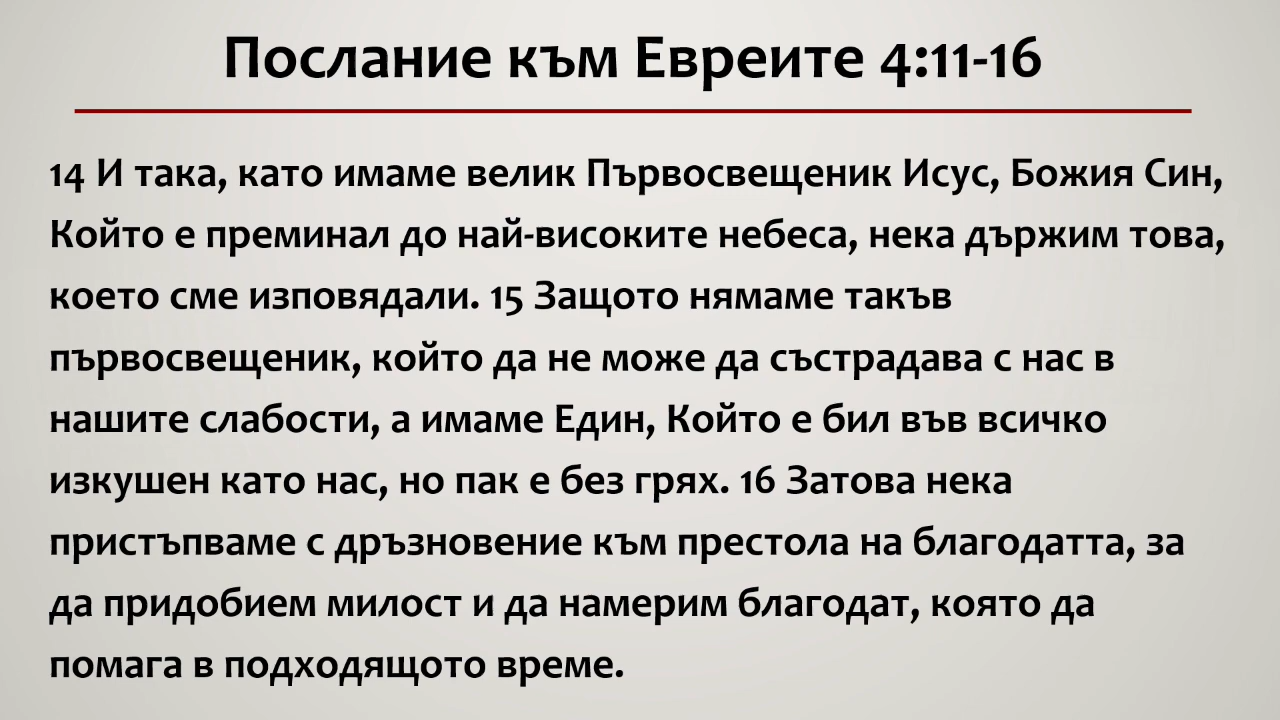 Послание към Евреите 4:11-16
14 И така, като имаме велик Първосвещеник Исус, Божия Син,
Който е преминал до най-високите небеса, нека държим това,
което сме изповядали. 15 Защото нямаме такъв
първосвещеник, който да не може да състрадава с нас в
нашите слабости, а имаме Един, Който е бил във всичко
изкушен като нас, но пак е без грях. 16 Затова нека
пристъпваме с дръзновение към престола на благодатта, за
да придобием милост и да намерим благодат, която да
помага в подходящото време.